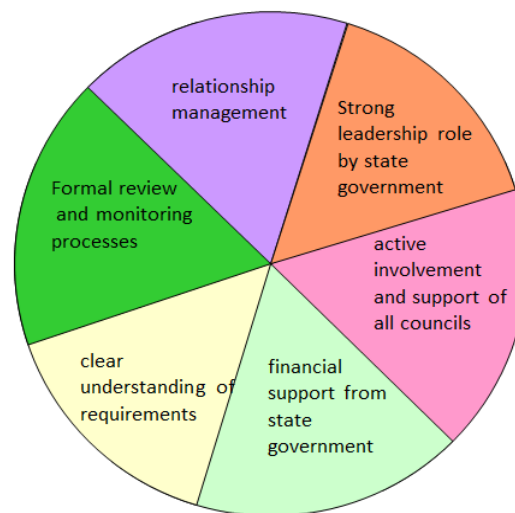 relationship
management
Strong
leadership role
by state
government
active
involvement
and support of
all councils
financial
support from
state
government
clear
understanding of
requirements
Formal review
and monitoring
processes